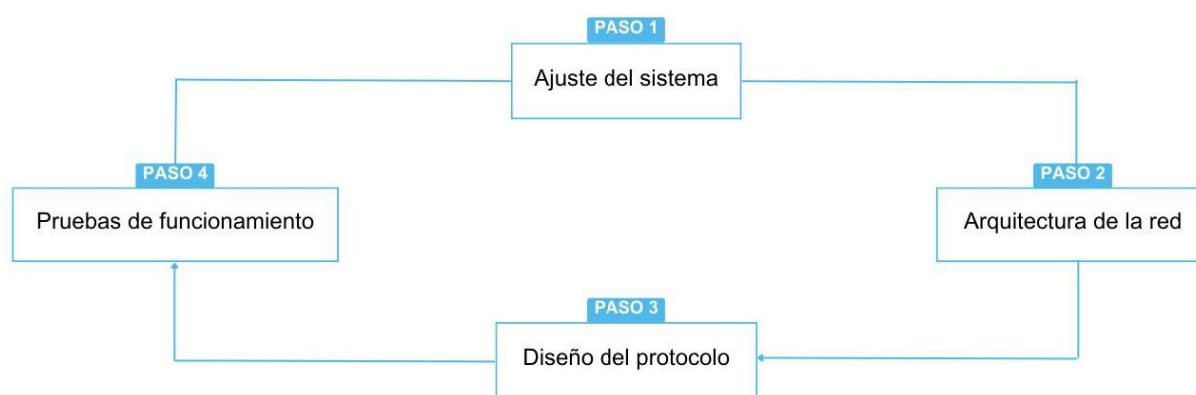 PASO 1
Ajuste del sistema
PASO 4
Pruebas de funcionamiento
PASO 2
Arquitectura de la red
PASO 3
Diseño del protocolo